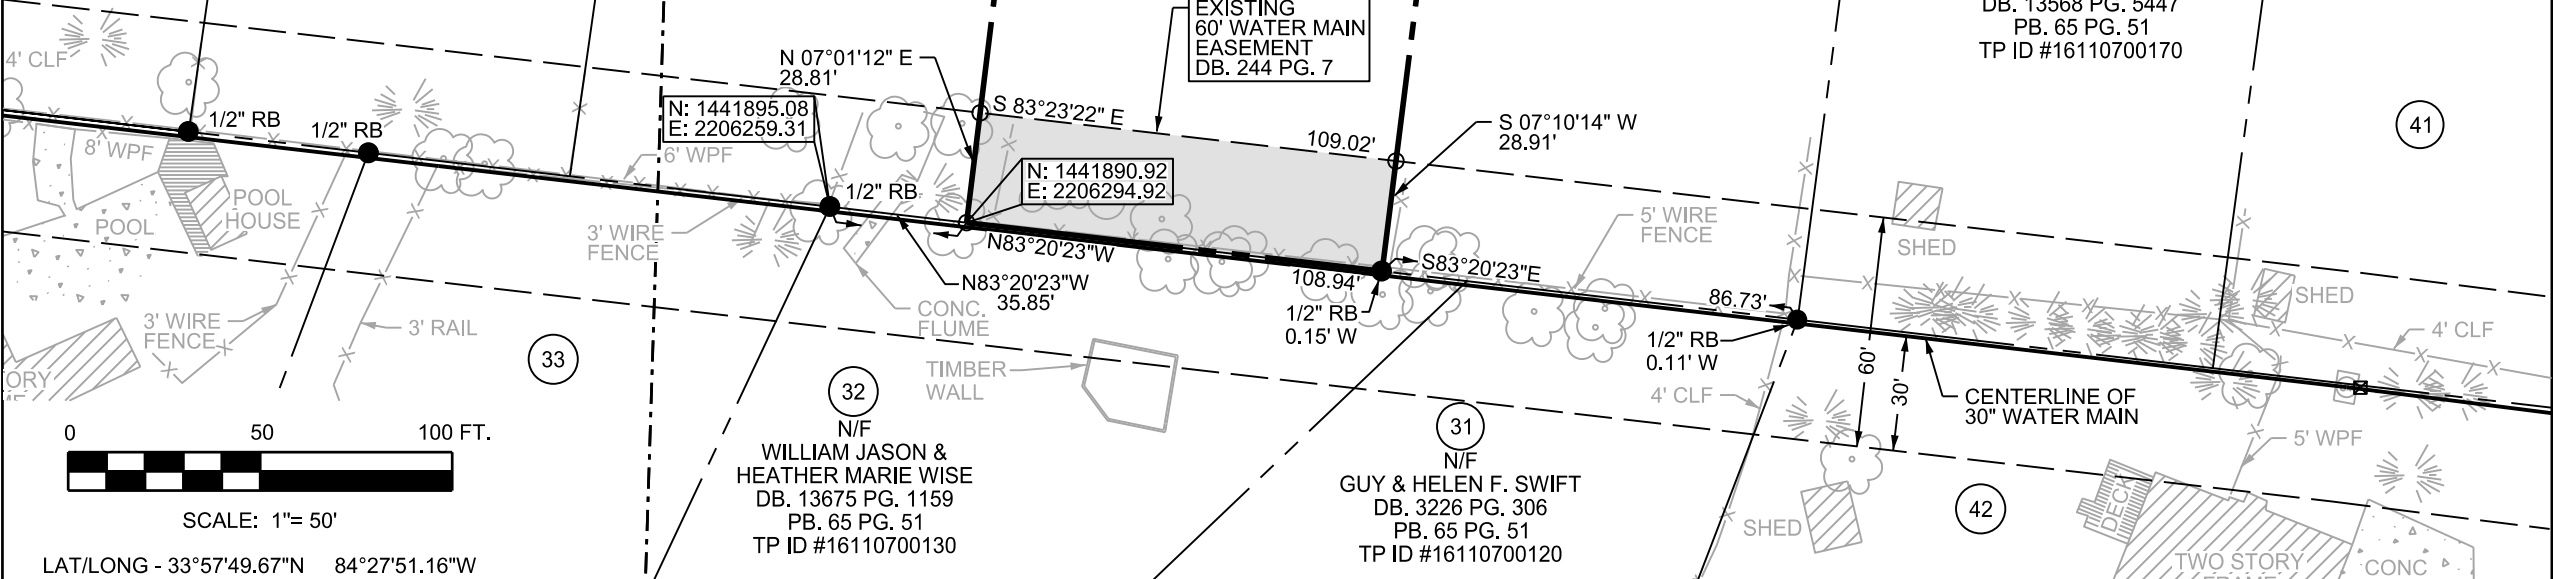 EXISTING
60' WATER MAIN
EASEMENT
DB. 244 PG. 7
DB. 13568 PG. 5447
PB. 65 PG. 51
TP ID #16110700170
4' CLF
N 07°01'12" E
28.81'
N: 1441895.08
E: 2206259.31
S 83°23'22" E
109.02'
S 07°10'14" W
28.91'
41
1/2" RB
1/2" RB
8' WPF
6' WPF
N: 1441890.92
E: 2206294.92
1/2" RB
POOL
HOUSE
POOL
3' WIRE
FENCE
N83°20'23"W
108.94'
S83°20'23"E
5' WIRE
FENCE
SHED
N83°20'23"W
35.85'
CONC.
FLUME
1/2" RB
0.15' W
86.73'
1/2" RB
0.11' W
60'
30'
SHED
4' CLF
3' WIRE
FENCE
3' RAIL
33
TIMBER
WALL
4' CLF
CENTERLINE OF
30" WATER MAIN
ORY
0 50 100 FT.
SCALE: 1"= 50'
LAT/LONG - 33°57'49.67"N 84°27'51.16"W
32
N/F
WILLIAM JASON &
HEATHER MARIE WISE
DB. 13675 PG. 1159
PB. 65 PG. 51
TP ID #16110700130
31
N/F
GUY & HELEN F. SWIFT
DB. 3226 PG. 306
PB. 65 PG. 51
TP ID #16110700120
5' WPF
42
SHED
DECK
TWO STORY
FRAME
CONC